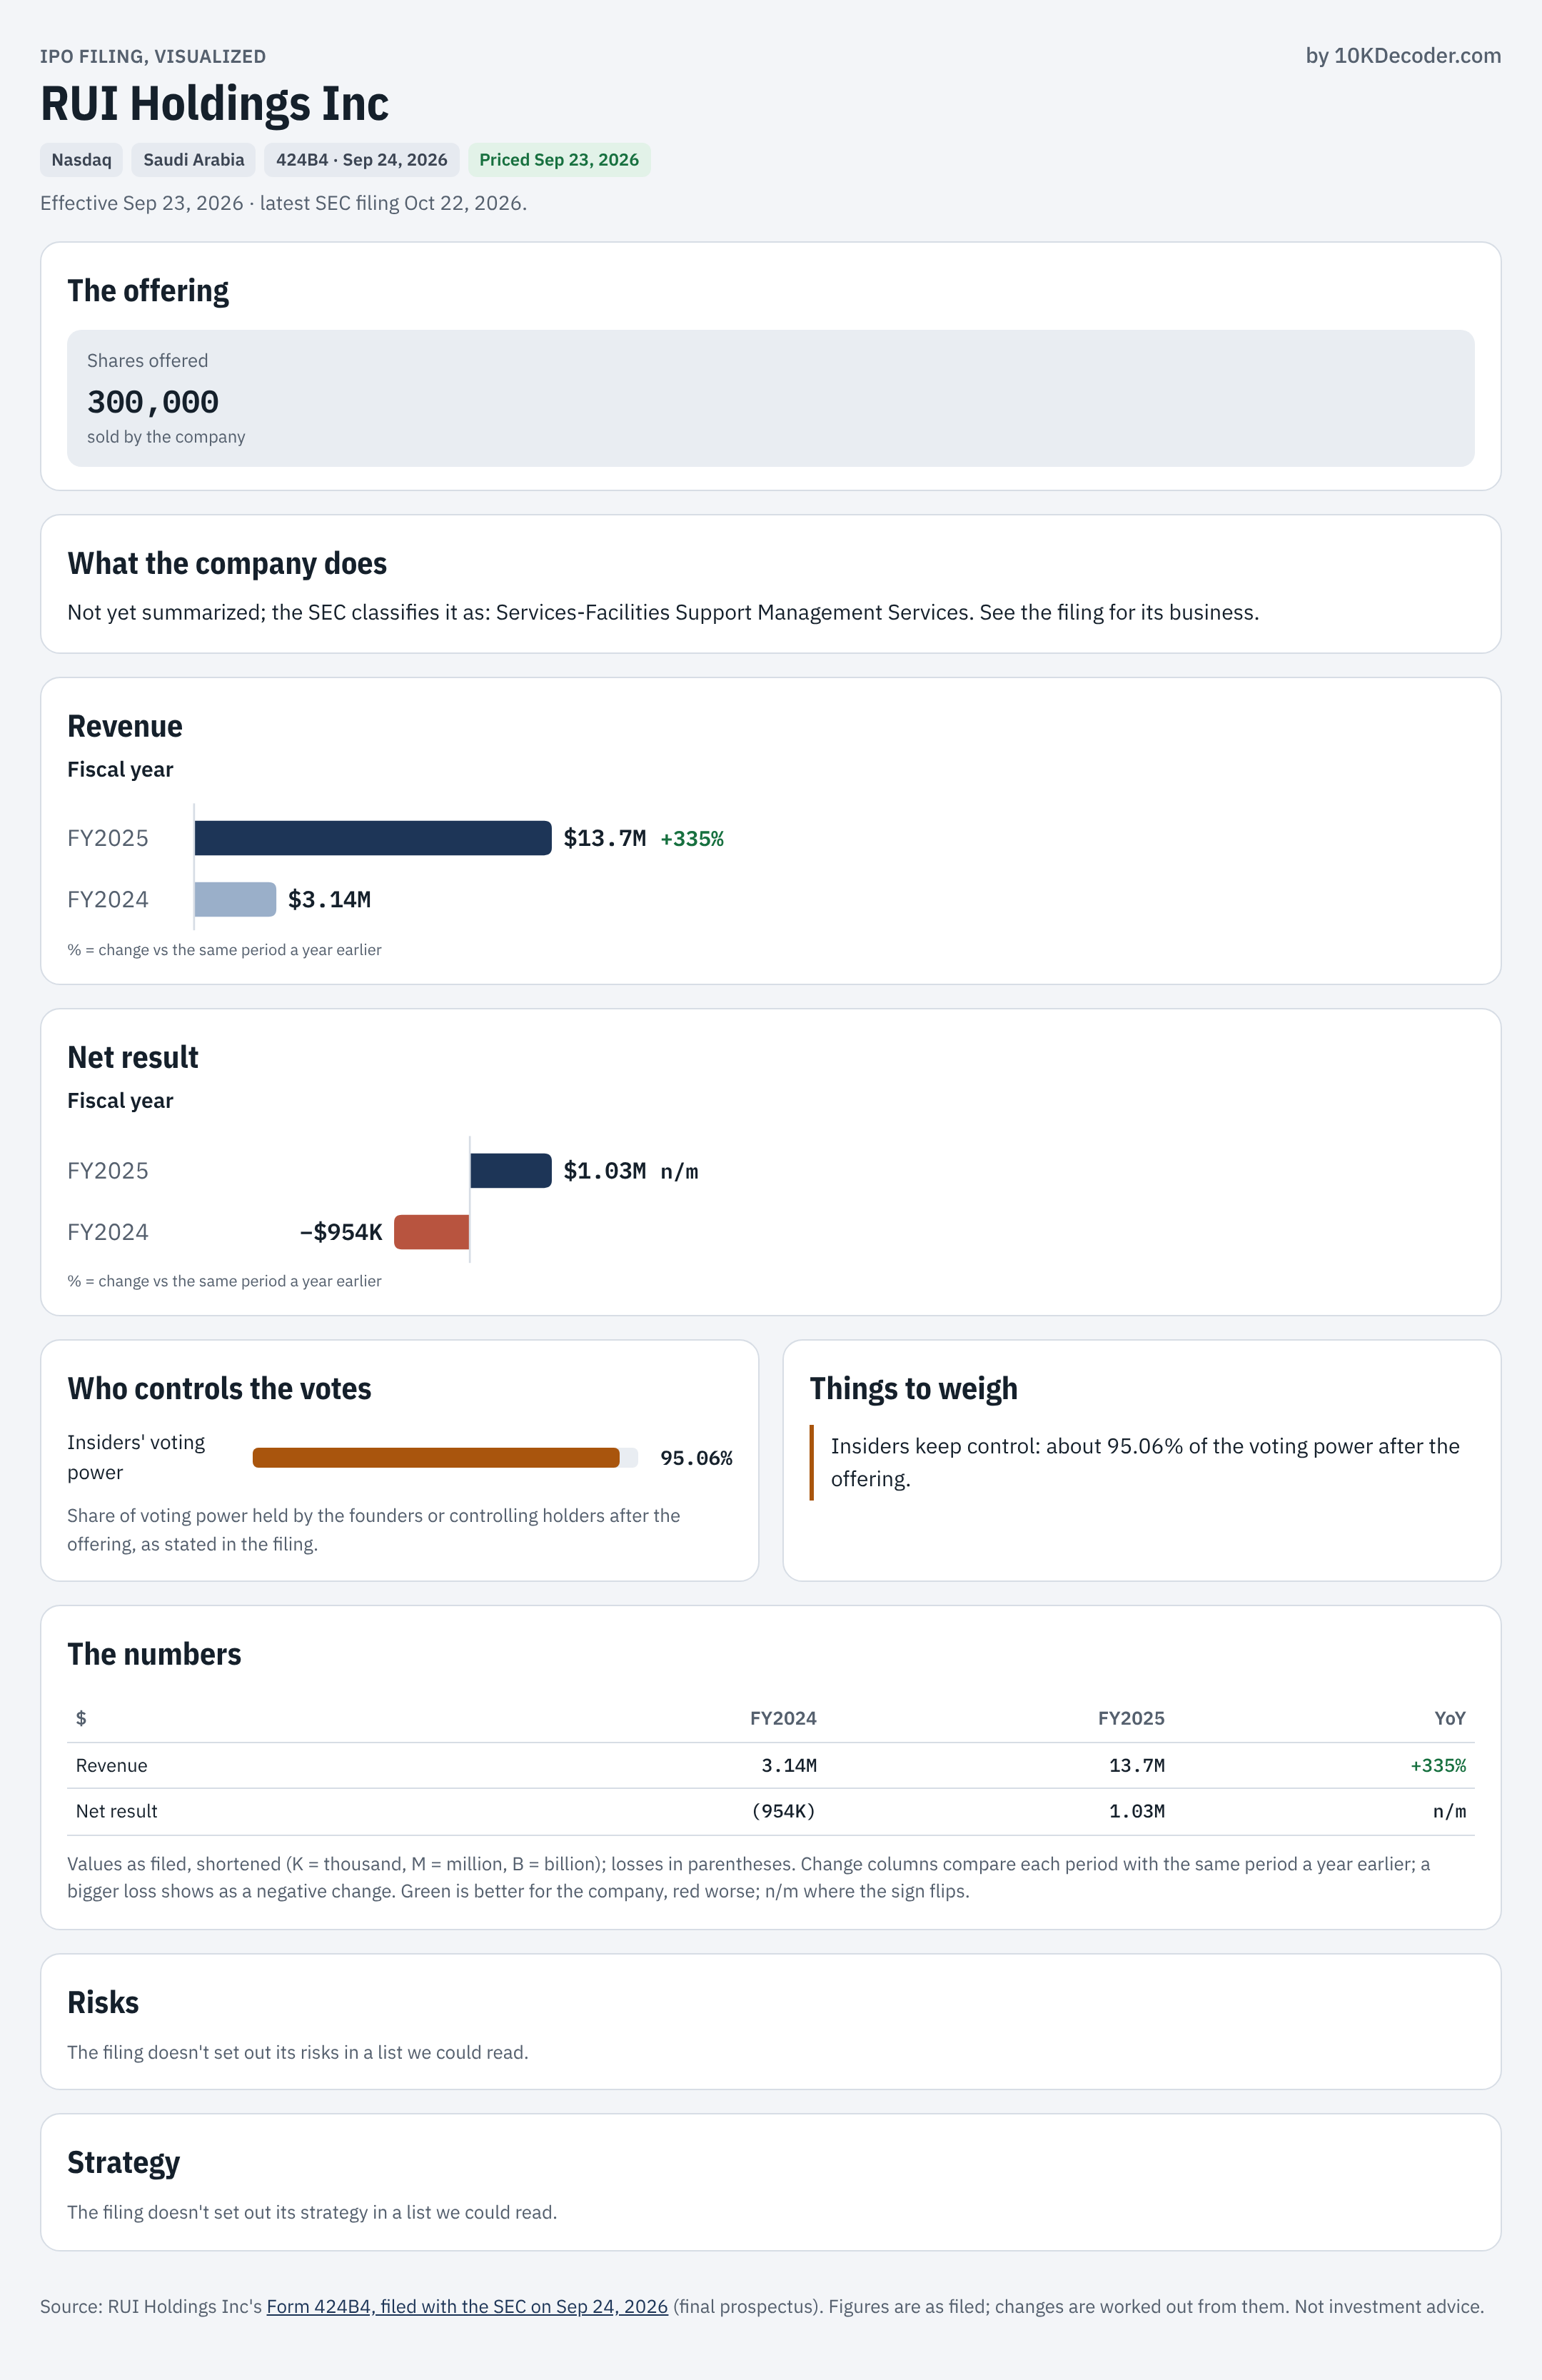 IPO FILING, VISUALIZED
by 10KDecoder.com
RUI Holdings Inc
Nasdaq
Saudi Arabia
424B4 · Sep 24, 2026
Priced Sep 23, 2026
Effective Sep 23, 2026 · latest SEC filing Oct 22, 2026.
The offering
Shares offered
300,000
sold by the company
What the company does
Not yet summarized; the SEC classifies it as: Services-Facilities Support Management Services. See the filing for its business.
Revenue
Fiscal year
FY2025 $13.7M +335%
FY2024 $3.14M
% = change vs the same period a year earlier
Net result
Fiscal year
FY2025 $1.03M n/m
FY2024 −$954K
% = change vs the same period a year earlier
Who controls the votes
Insiders' voting
power
95.06%
Share of voting power held by the founders or controlling holders after the
offering, as stated in the filing.
Things to weigh
Insiders keep control: about 95.06% of the voting power after the
offering.
The numbers
$ FY2024 FY2025 YoY
Revenue 3.14M 13.7M +335%
Net result (954K) 1.03M n/m
Values as filed, shortened (K = thousand, M = million, B = billion); losses in parentheses. Change columns compare each period with the same period a year earlier; a
bigger loss shows as a negative change. Green is better for the company, red worse; n/m where the sign flips.
Risks
The filing doesn't set out its risks in a list we could read.
Strategy
The filing doesn't set out its strategy in a list we could read.
Source: RUI Holdings Inc's Form 424B4, filed with the SEC on Sep 24, 2026 (final prospectus). Figures are as filed; changes are worked out from them. Not investment advice.